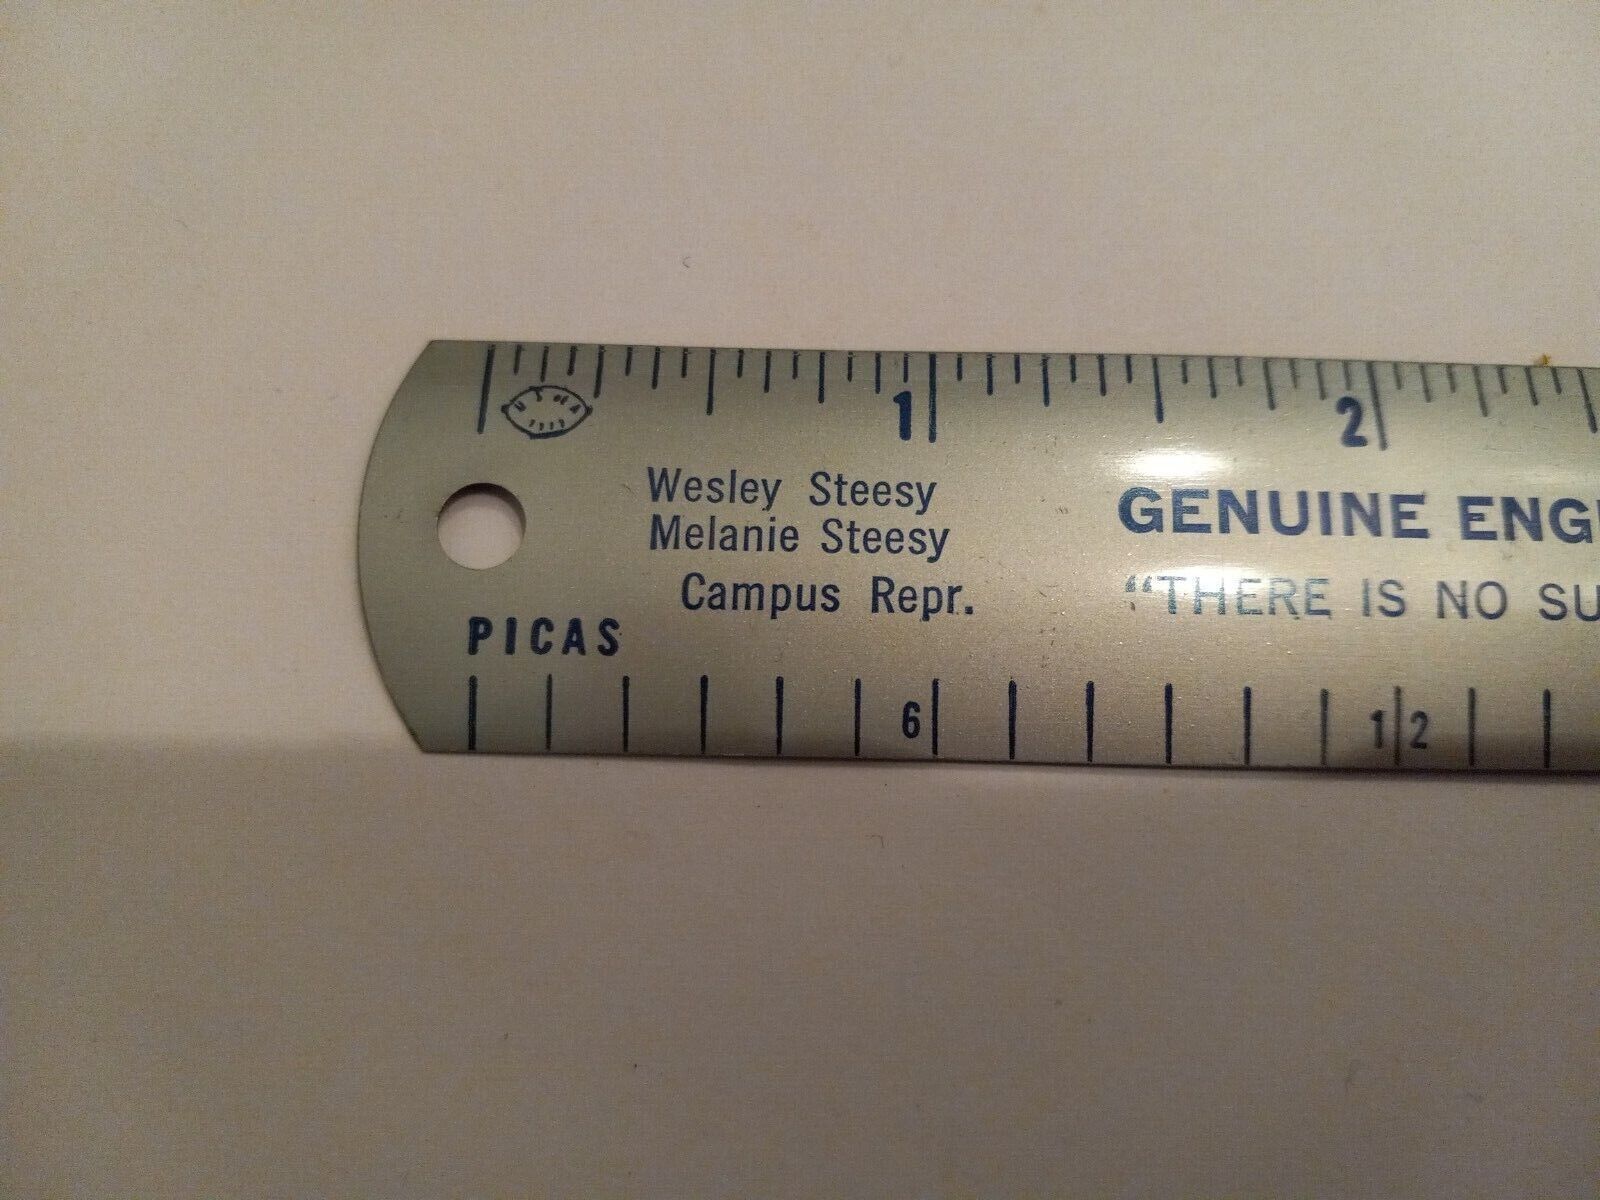 1 2
Wesley Steesy
Melanie Steesy
Campus Repr.
GENUINE ENG
"THERE IS NO SU
PICAS
6 12